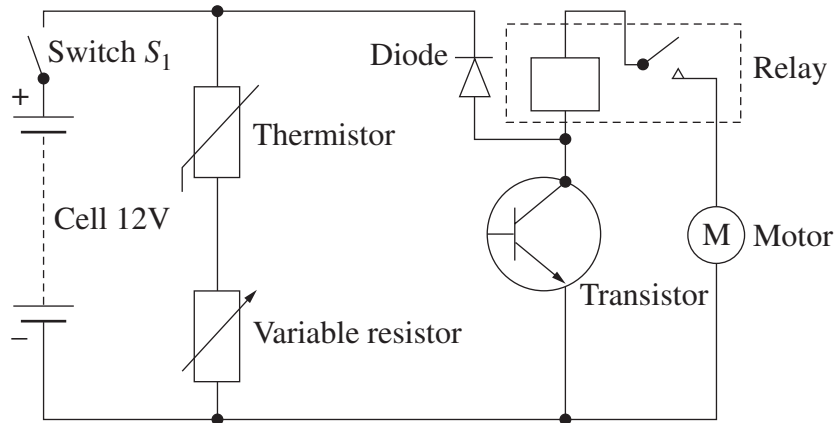 Switch S₁
Diode
Relay
+
Thermistor
Cell 12V
M
Motor
Transistor
–
Variable resistor